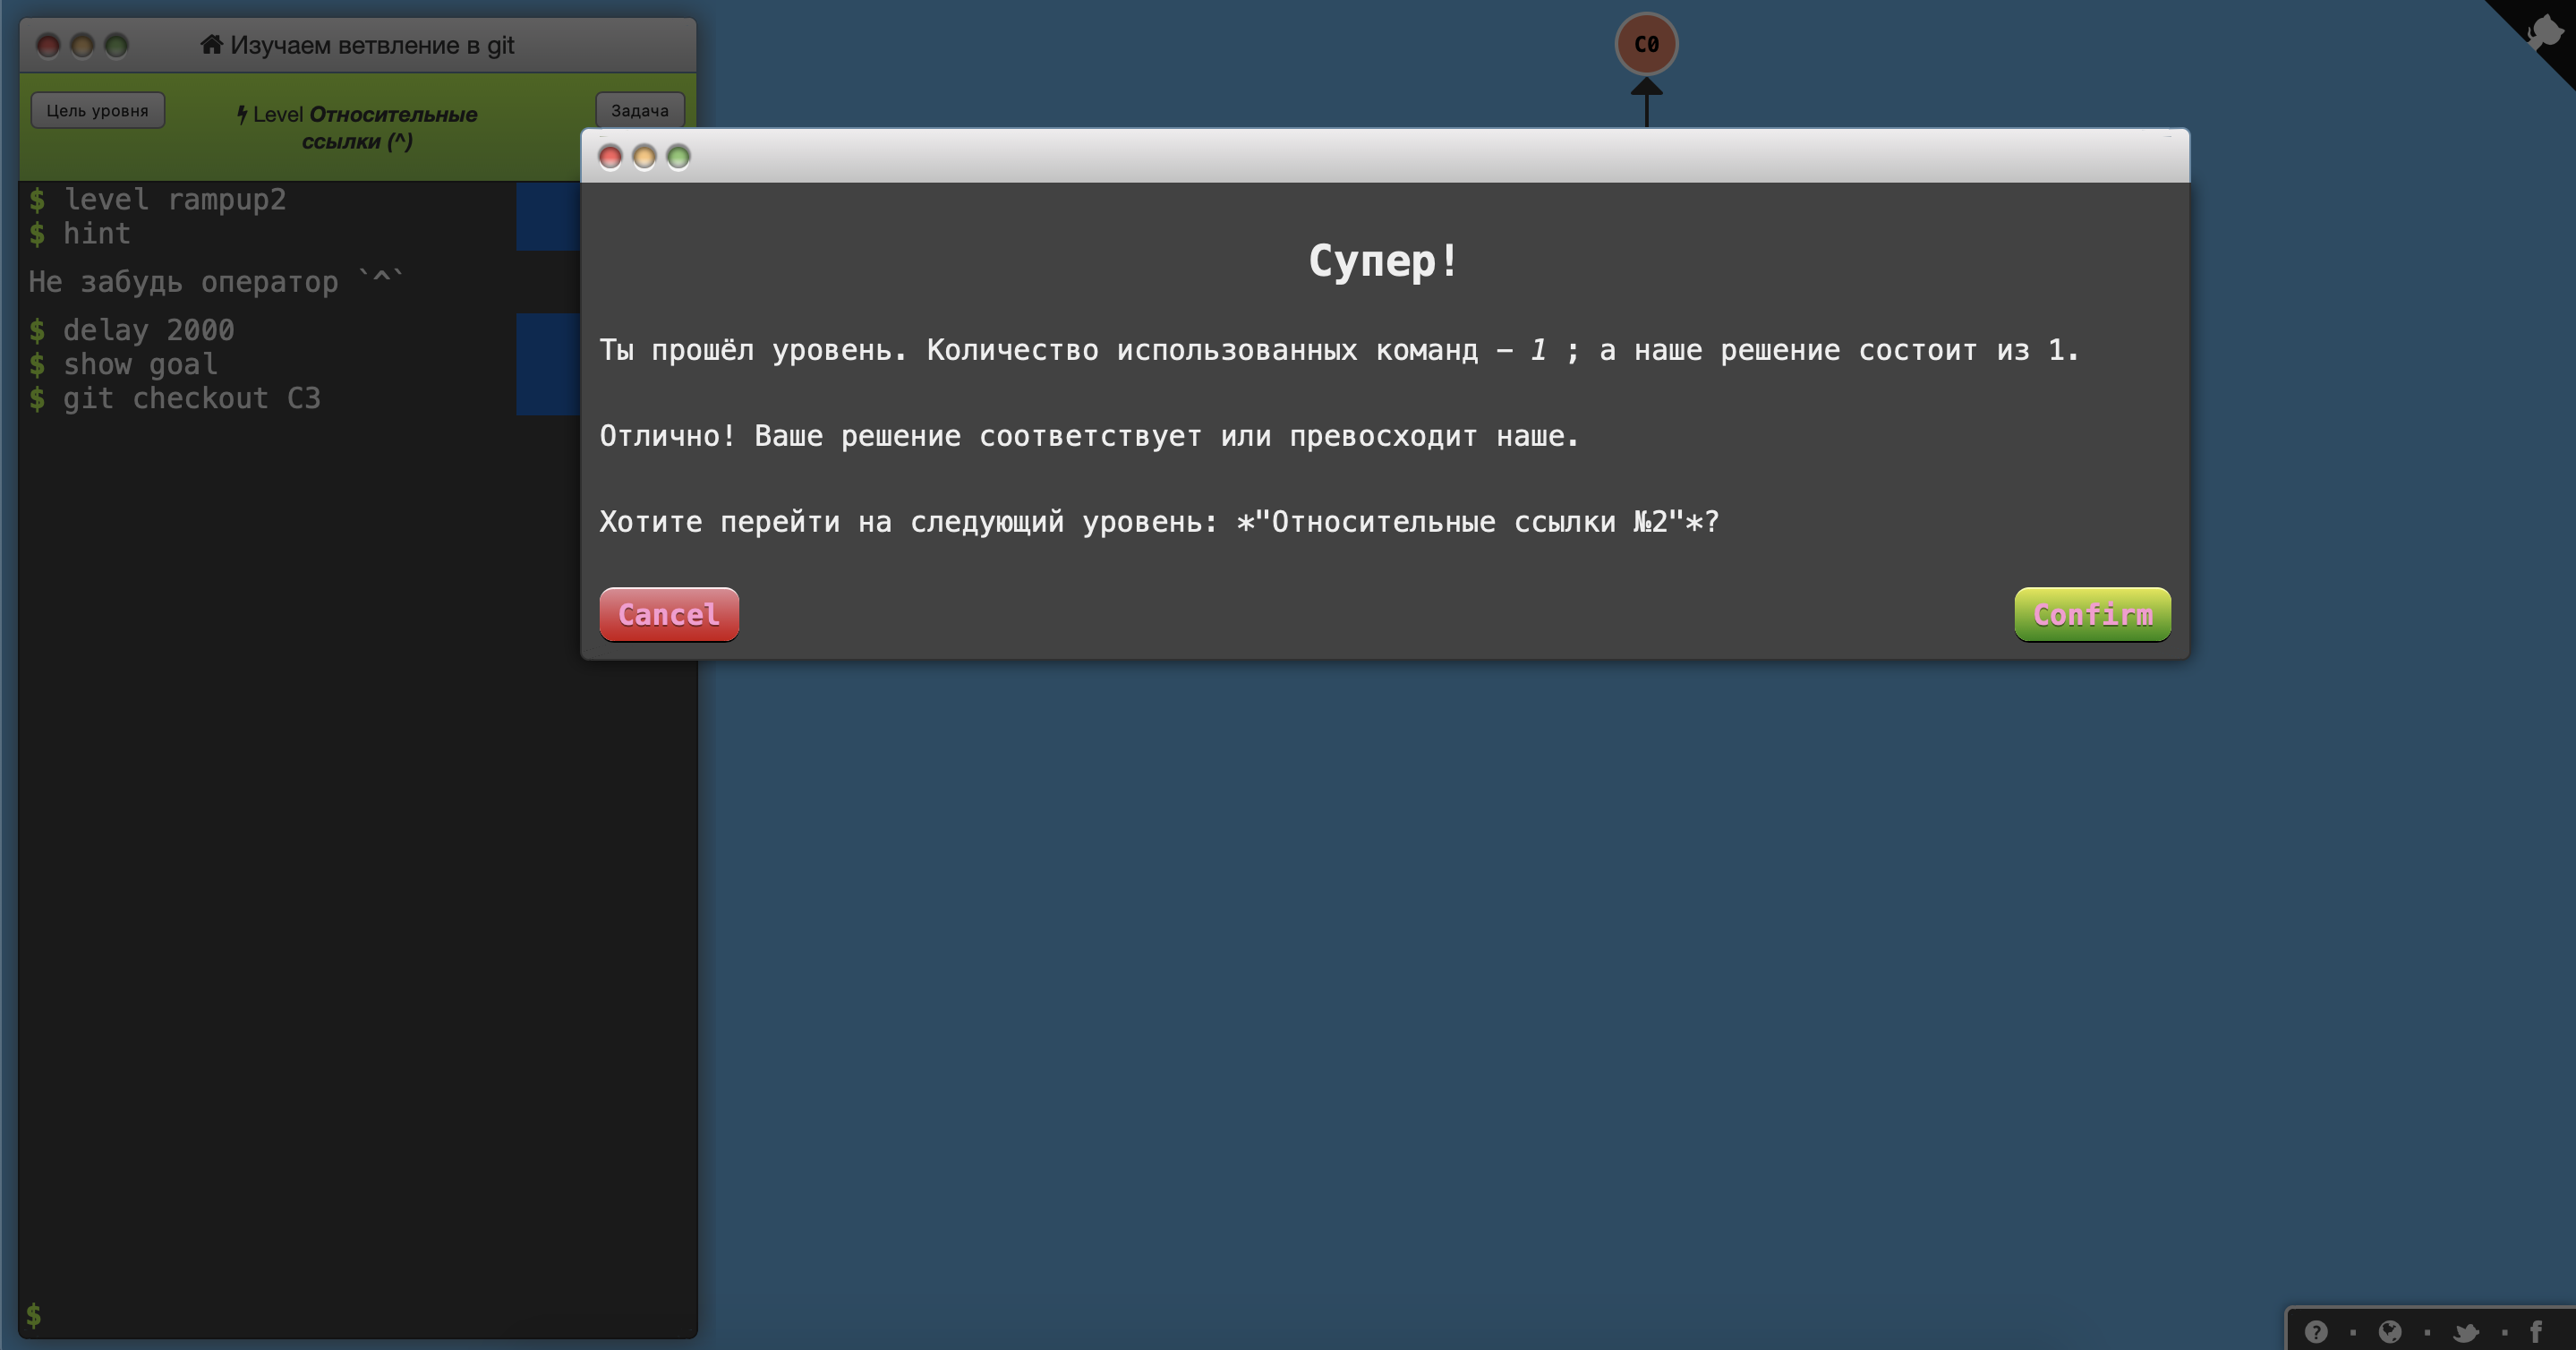 Изучаем ветвление в git
Цель уровня
Level Относительные
ссылки (^)
Задача
$ level rampup2
$ hint
Не забудь оператор `^`
$ delay 2000
$ show goal
$ git checkout C3
$
C0
Супер!
Ты прошёл уровень. Количество использованных команд – 1 ; а наше решение состоит из 1.
Отлично! Ваше решение соответствует или превосходит наше.
Хотите перейти на следующий уровень: *"Относительные ссылки №2"*?
Cancel
Confirm